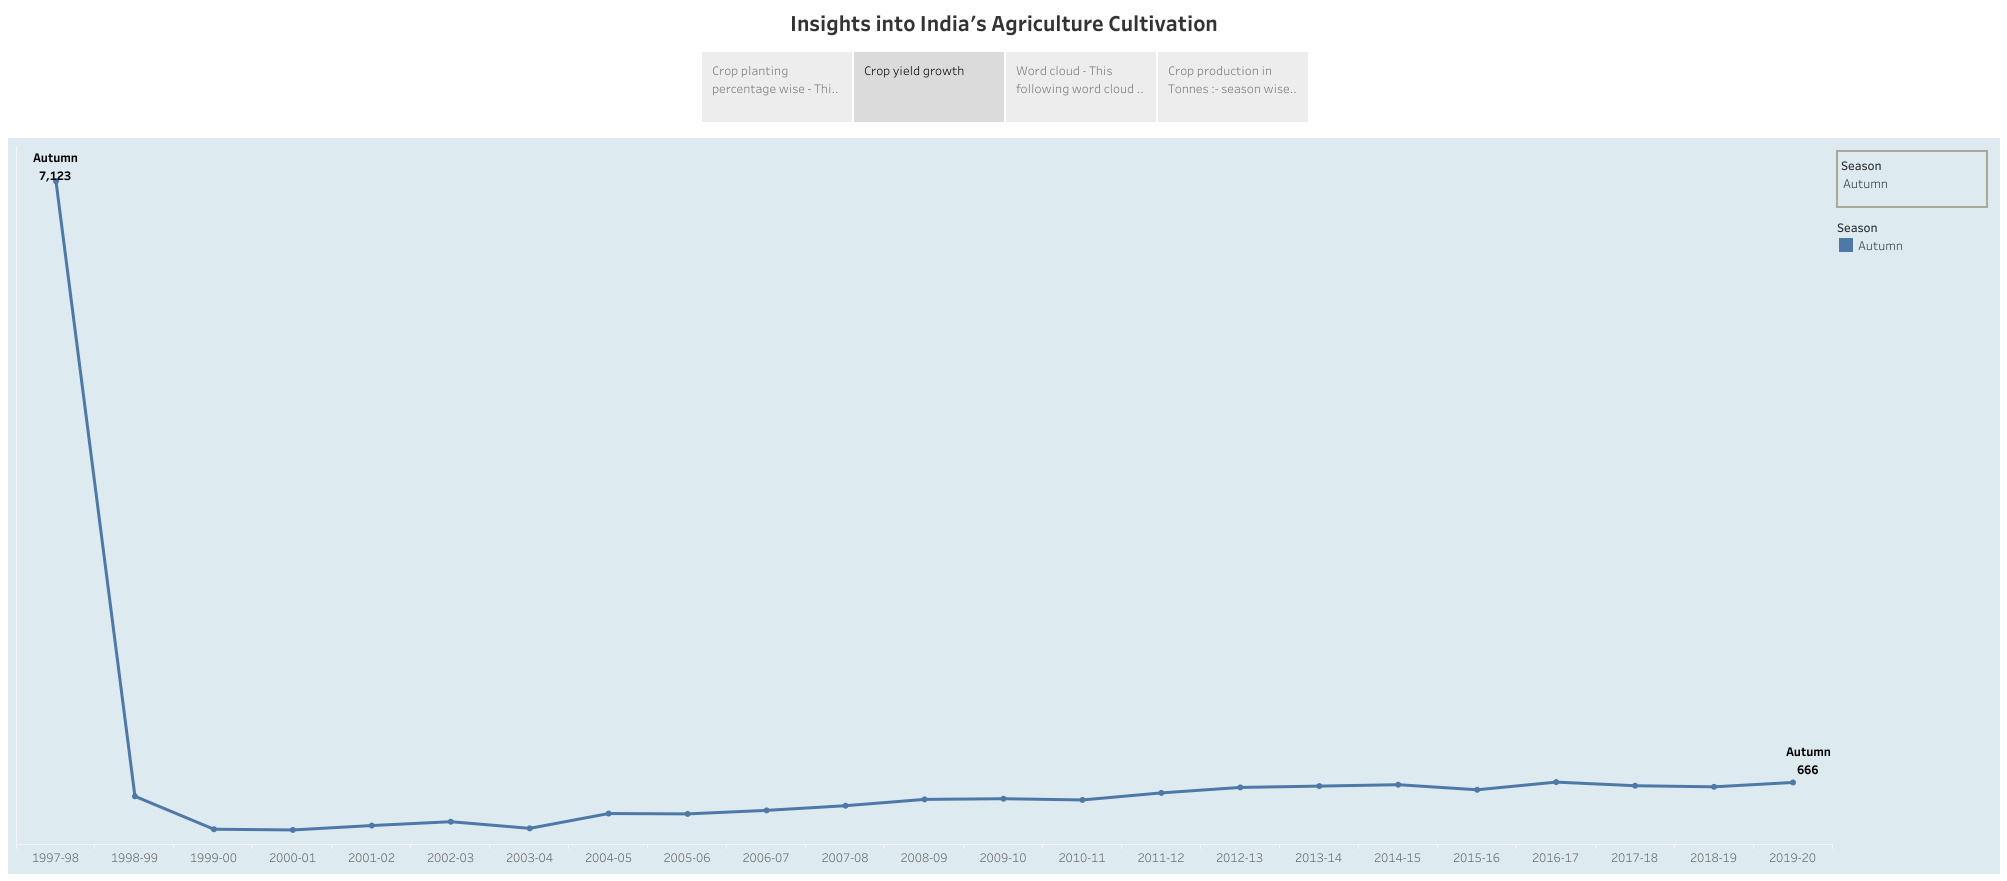 Insights into India’s Agriculture Cultivation
Crop planting
percentage wise - Thi..
Crop yield growth
Word cloud - This
following word cloud ..
Crop production in
Tonnes :- season wise..
Autumn
7,123
Season
Autumn
Season
Autumn
Autumn
666
1997-98 1998-99 1999-00 2000-01 2001-02 2002-03 2003-04 2004-05 2005-06 2006-07 2007-08 2008-09 2009-10 2010-11 2011-12 2012-13 2013-14 2014-15 2015-16 2016-17 2017-18 2018-19 2019-20